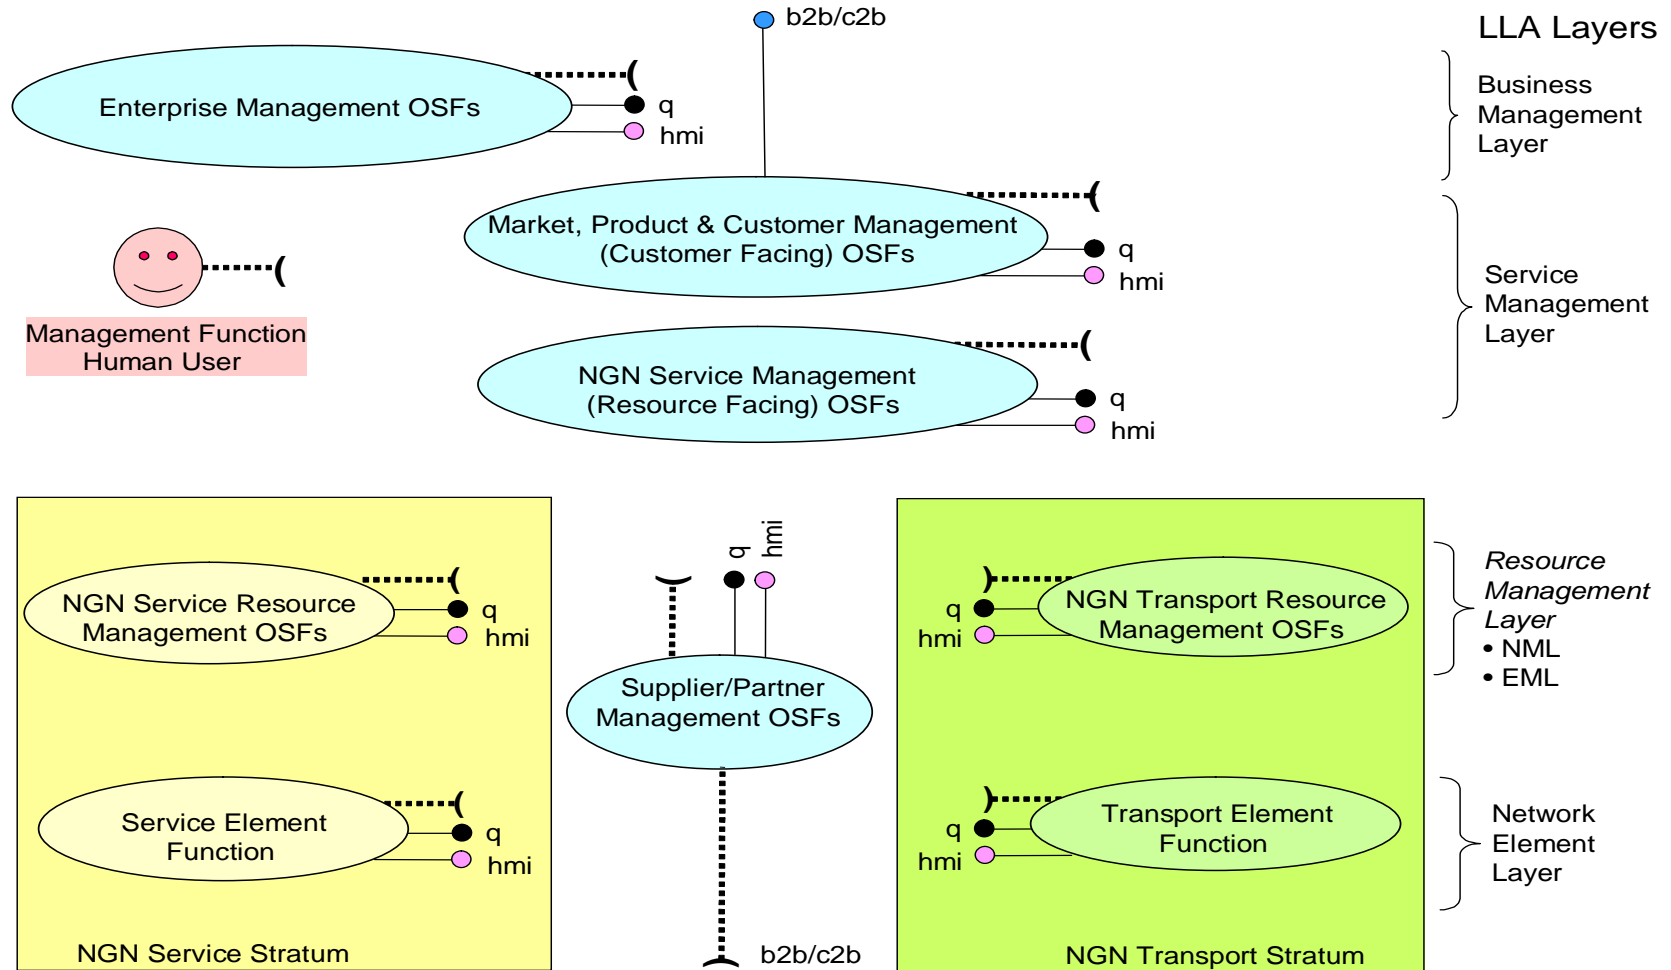 b2b/c2b
LLA Layers
Enterprise Management OSFs
q
hmi
Business
Management
Layer
Market, Product & Customer Management
(Customer Facing) OSFs
q
hmi
Service
Management
Layer
Management Function
Human User
NGN Service Management
(Resource Facing) OSFs
q
hmi
NGN Service Resource
Management OSFs
q
hmi
q
hmi
Supplier/Partner
Management OSFs
q
hmi
NGN Transport Resource
Management OSFs
Resource
Management
Layer
• NML
• EML
Service Element
Function
q
hmi
q
hmi
Transport Element
Function
Network
Element
Layer
NGN Service Stratum
b2b/c2b
NGN Transport Stratum